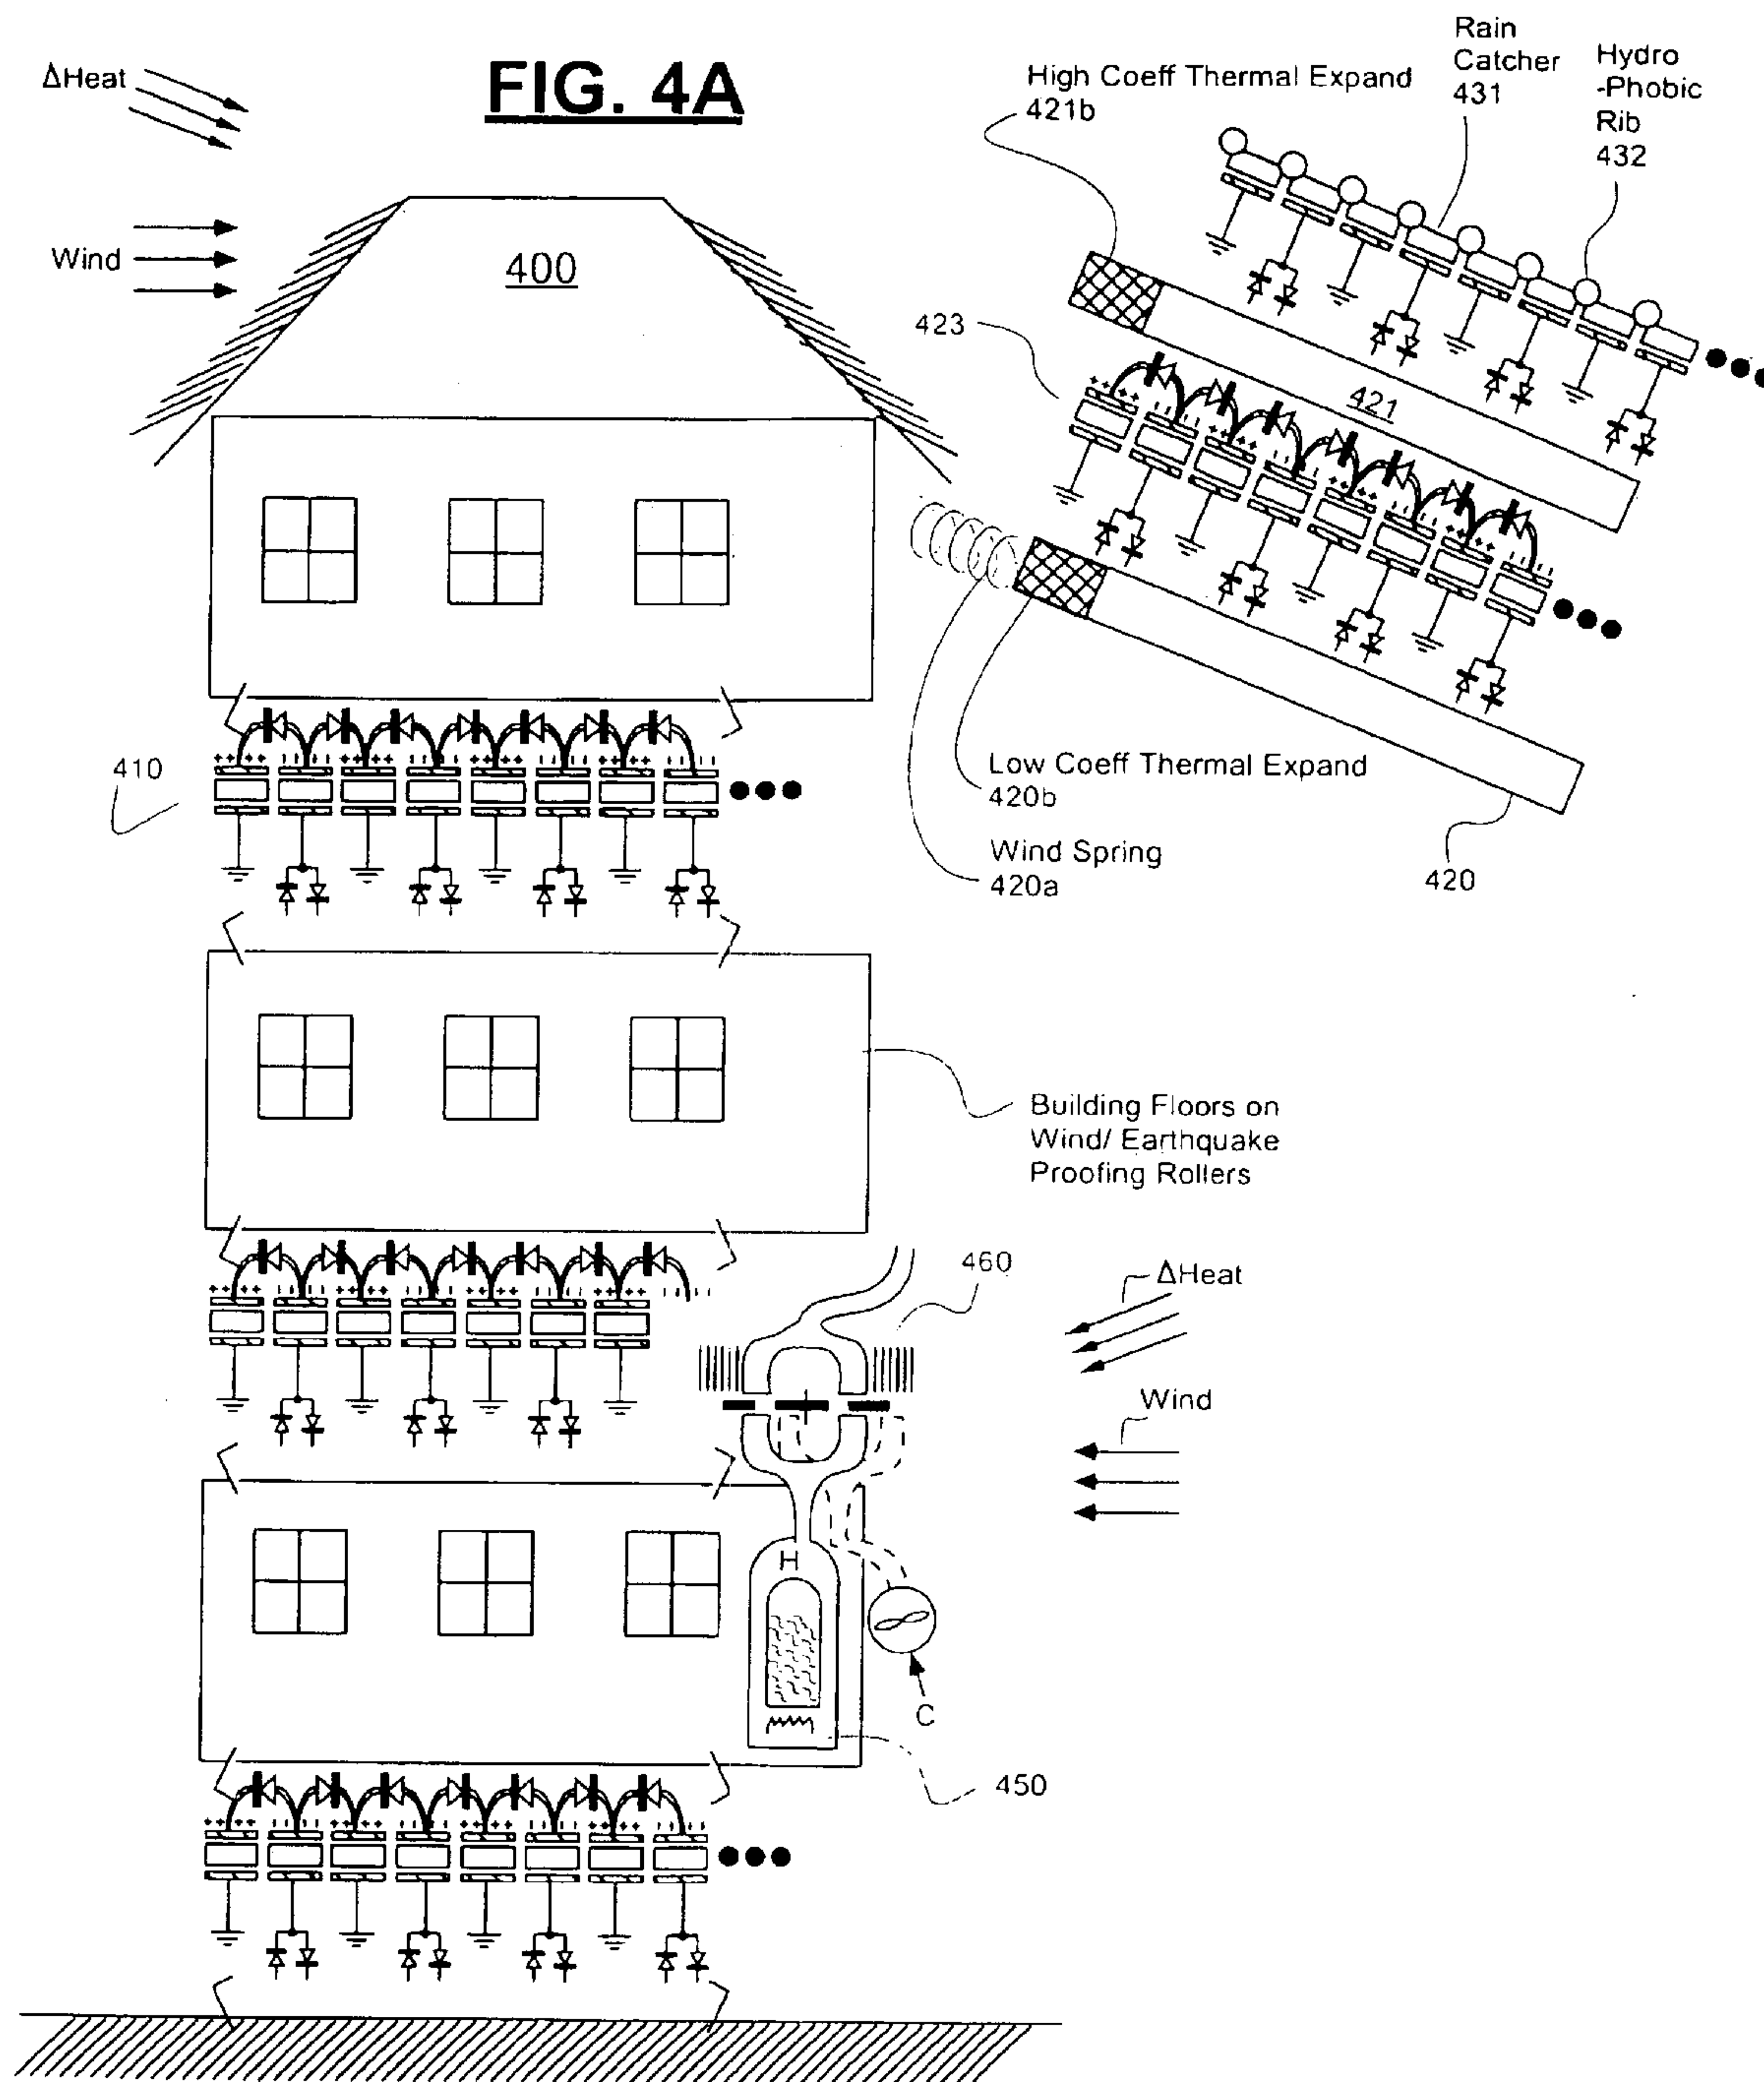 FIG. 4A
ΔHeat
Wind
400
High Coeff Thermal Expand
421b
Rain
Catcher
431
Hydro
-Phobic
Rib
432
423
421
410
Low Coeff Thermal Expand
420b
Wind Spring
420a
420
Building Floors on
Wind/ Earthquake
Proofing Rollers
460
ΔHeat
Wind
H
C
450